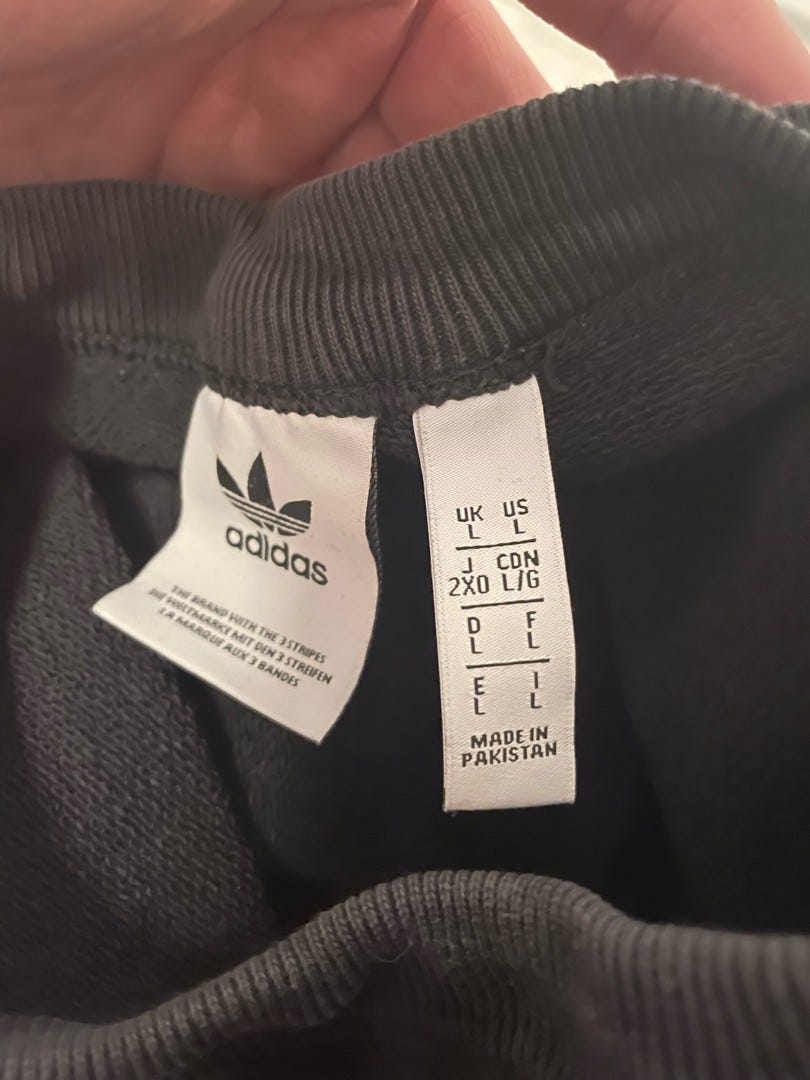 adidas
THE BRAND WITH THE 3 STRIPES
DIE WELTMARKE MIT DEN 3 STREIFEN
LA MARQUE AUX 3 BANDES
UK US
L L
J CDN
2XO L/G
D F
L L
E I
L L
MADE IN
PAKISTAN